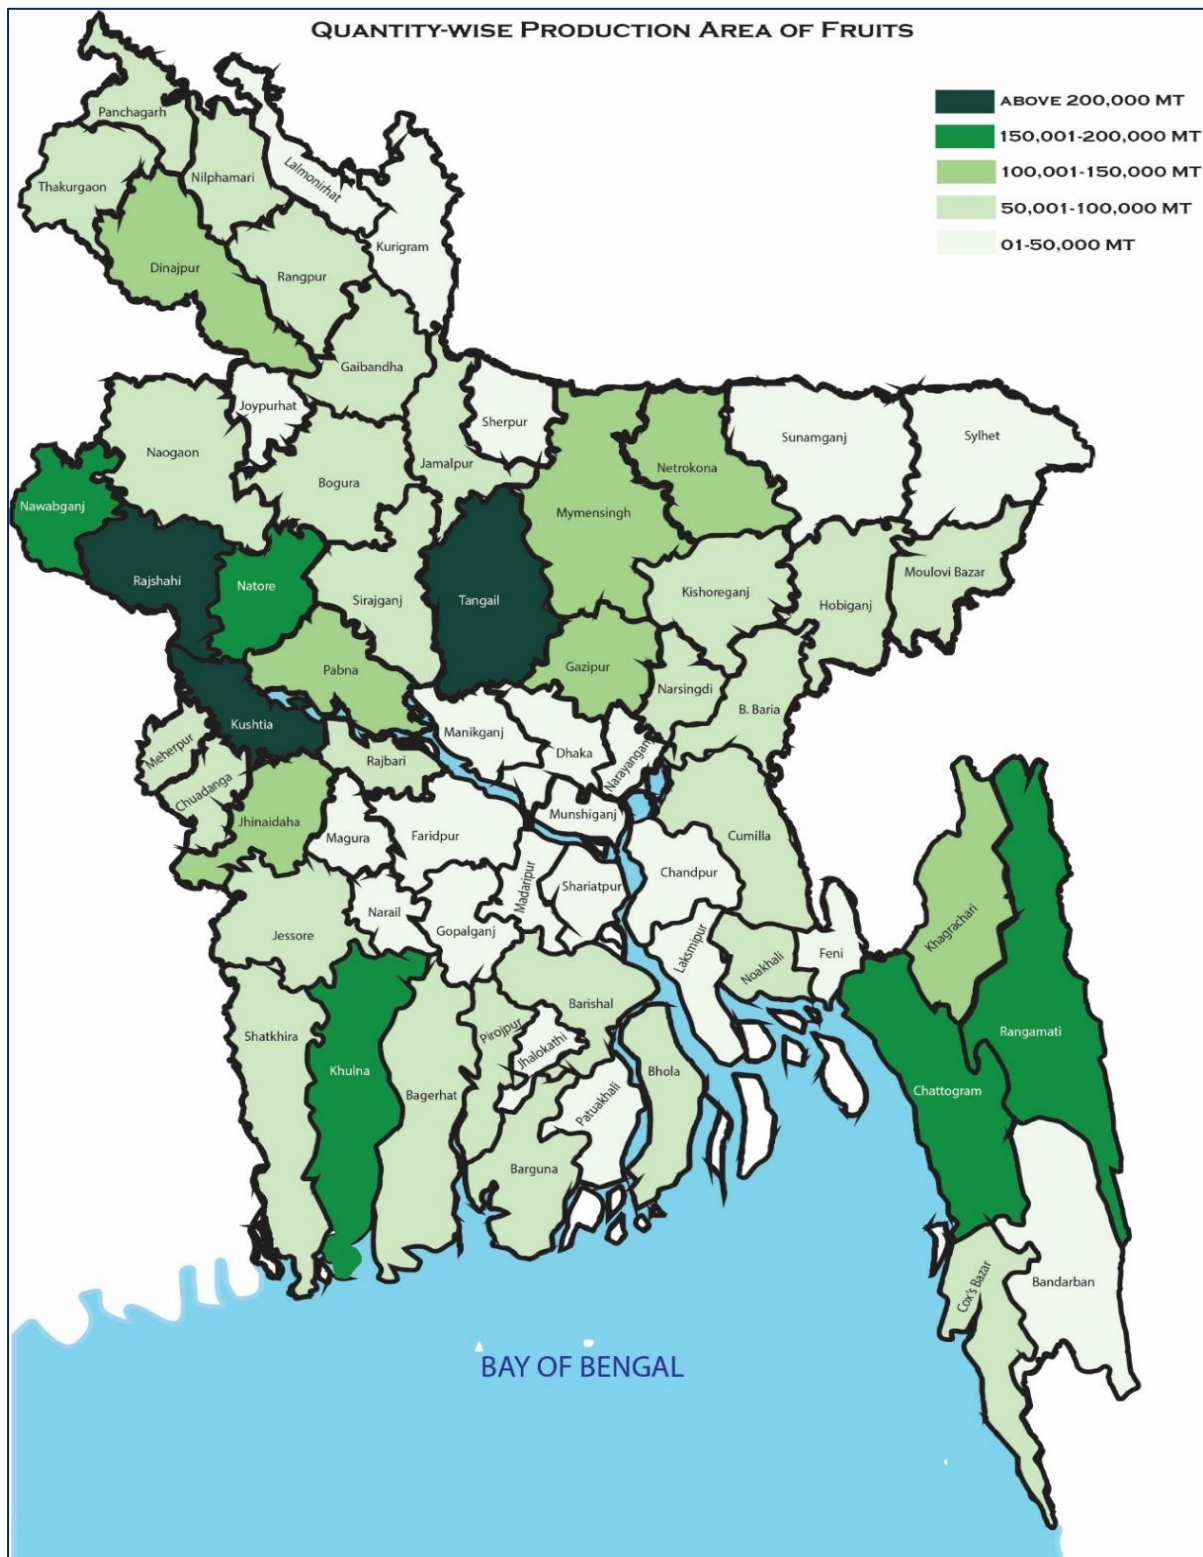 QUANTITY-WISE PRODUCTION AREA OF FRUITS
ABOVE 200,000 MT
150,001-200,000 MT
100,001-150,000 MT
50,001-100,000 MT
01-50,000 MT
Panchagarh
Thakurgaon
Nilphamari
Lalmonirhat
Kurigram
Dinajpur
Rangpur
Gaibandha
Joypurhat
Sherpur
Naogaon
Bogura
Jamalpur
Mymensingh
Netrokona
Sunamganj
Sylhet
Nawabganj
Rajshahi
Natore
Sirajganj
Tangail
Kishoreganj
Hobiganj
Moulovi Bazar
Pabna
Gazipur
Narsingdi
B. Baria
Kushtia
Meherpur
Chuadanga
Rajbari
Manikganj
Dhaka
Narayanganj
Jhinaidaha
Magura
Faridpur
Munshiganj
Cumilla
Madaripur
Shariatpur
Chandpur
Jessore
Narail
Gopalganj
Laksmipur
Noakhali
Feni
Khagrachari
Shatkhira
Khulna
Bagerhat
Pirojpur
Barishal
Jhalokathi
Bhola
Patuakhali
Barguna
Chattogram
Rangamati
Cox's Bazar
Bandarban
BAY OF BENGAL